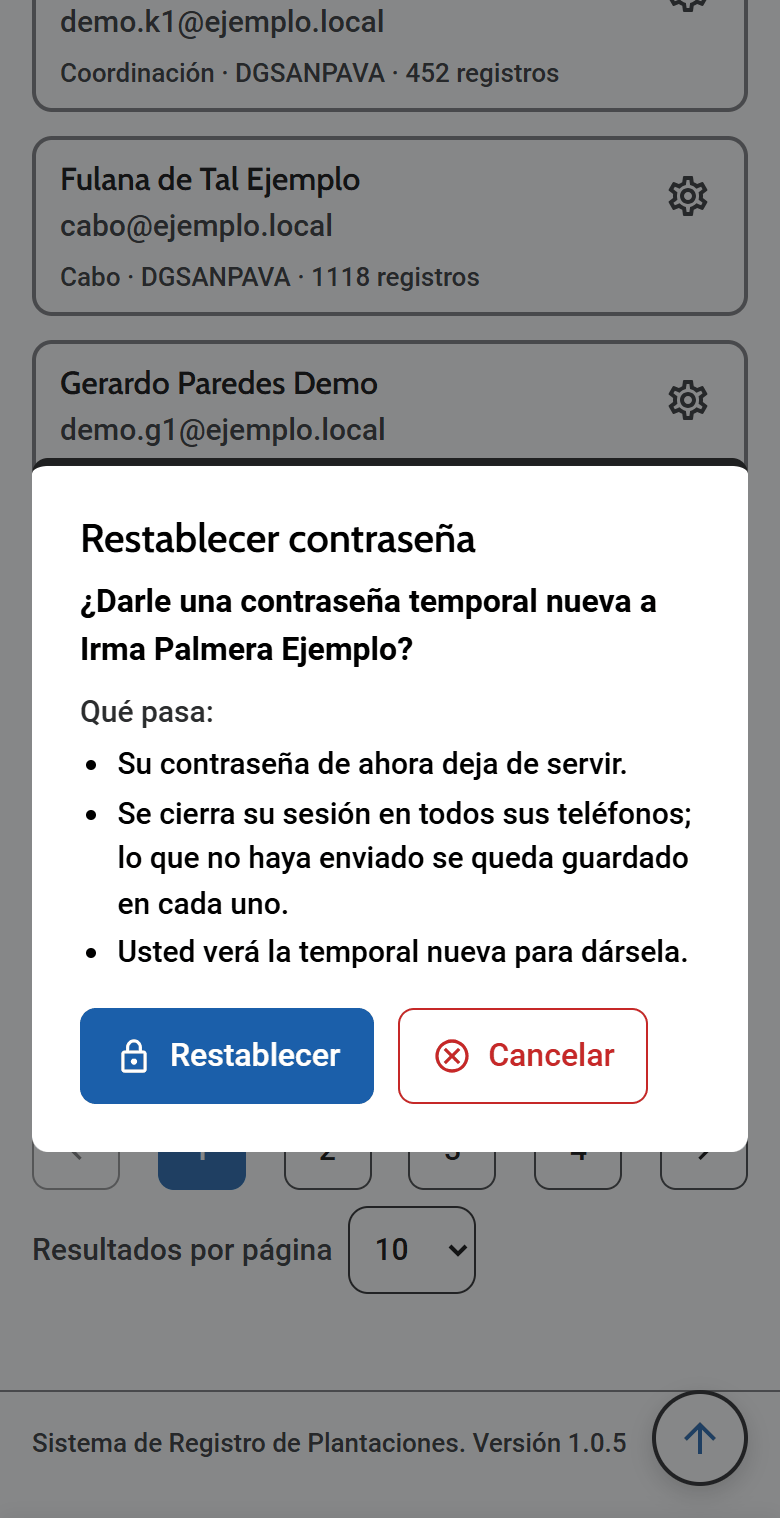 demo.k1@ejemplo.local
Coordinación · DGSANPAVA · 452 registros
Fulana de Tal Ejemplo
cabo@ejemplo.local
Cabo · DGSANPAVA · 1118 registros
Gerardo Paredes Demo
demo.g1@ejemplo.local
Restablecer contraseña
¿Darle una contraseña temporal nueva a
Irma Palmera Ejemplo?
Qué pasa:
• Su contraseña de ahora deja de servir.
• Se cierra su sesión en todos sus teléfonos;
lo que no haya enviado se queda guardado
en cada uno.
• Usted verá la temporal nueva para dársela.
Restablecer
Cancelar
Resultados por página
10
Sistema de Registro de Plantaciones. Versión 1.0.5